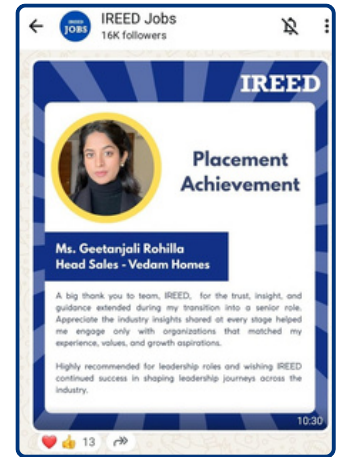 IREED Jobs
16K followers
IREED
JOBS
IREED
Placement
Achievement
Ms. Geetanjali Rohilla
Head Sales - Vedam Homes
A big thank you to team, IREED, for the trust, insight, and
guidance extended during my transition into a senior role.
Appreciate the industry insights shared at every stage helped
me engage only with organizations that matched my
experience, values, and growth aspirations.
Highly recommended for leadership roles and wishing IREED
continued success in shaping leadership journeys across the
industry.
10:30
13